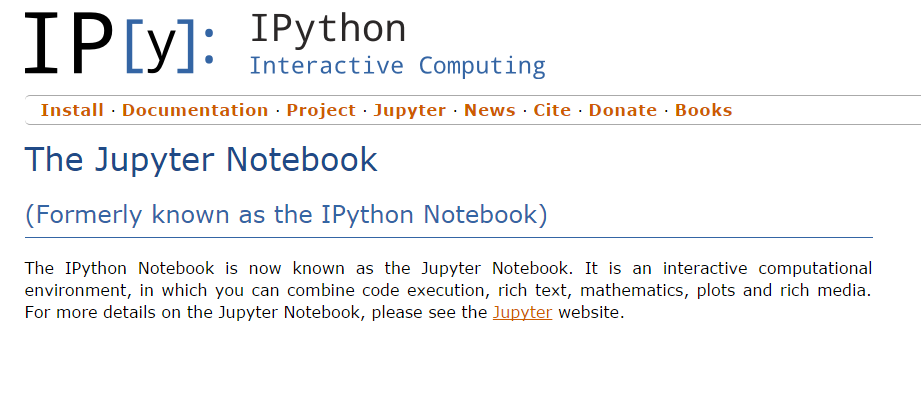 IP[y]:
IPython
Interactive Computing
Install · Documentation · Project · Jupyter · News · Cite · Donate · Books
The Jupyter Notebook
(Formerly known as the IPython Notebook)
The IPython Notebook is now known as the Jupyter Notebook. It is an interactive computational
environment, in which you can combine code execution, rich text, mathematics, plots and rich media.
For more details on the Jupyter Notebook, please see the Jupyter website.